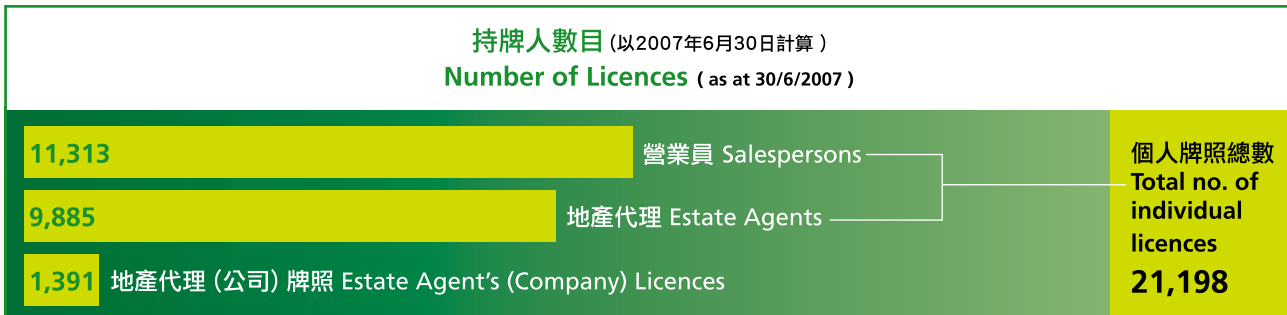 持牌人數目 (以2007年6月30日計算 )
Number of Licences ( as at 30/6/2007 )
11,313 營業員 Salespersons
9,885 地產代理 Estate Agents
1,391 地產代理 (公司) 牌照 Estate Agent's (Company) Licences
個人牌照總數
Total no. of
individual
licences
21,198